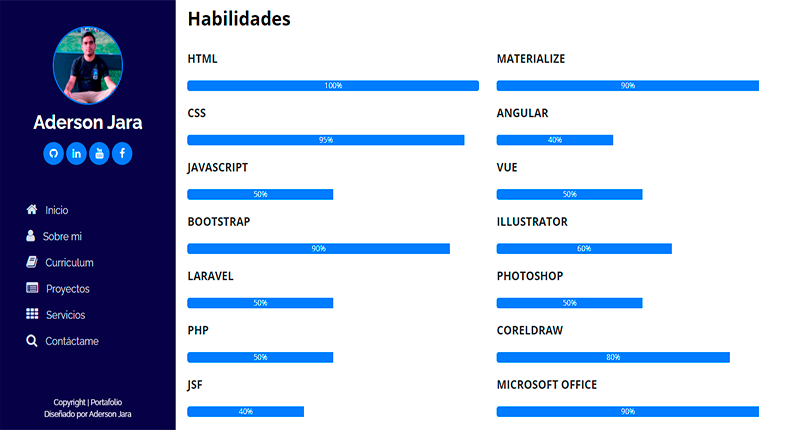 Aderson Jara
Inicio
Sobre mi
Curriculum
Proyectos
Servicios
Contáctame
Copyright | Portafolio
Diseñado por Aderson Jara
Habilidades
HTML
100%
CSS
95%
JAVASCRIPT
50%
BOOTSTRAP
90%
LARAVEL
50%
PHP
50%
JSF
40%
MATERIALIZE
90%
ANGULAR
40%
VUE
50%
ILLUSTRATOR
60%
PHOTOSHOP
50%
CORELDRAW
80%
MICROSOFT OFFICE
90%